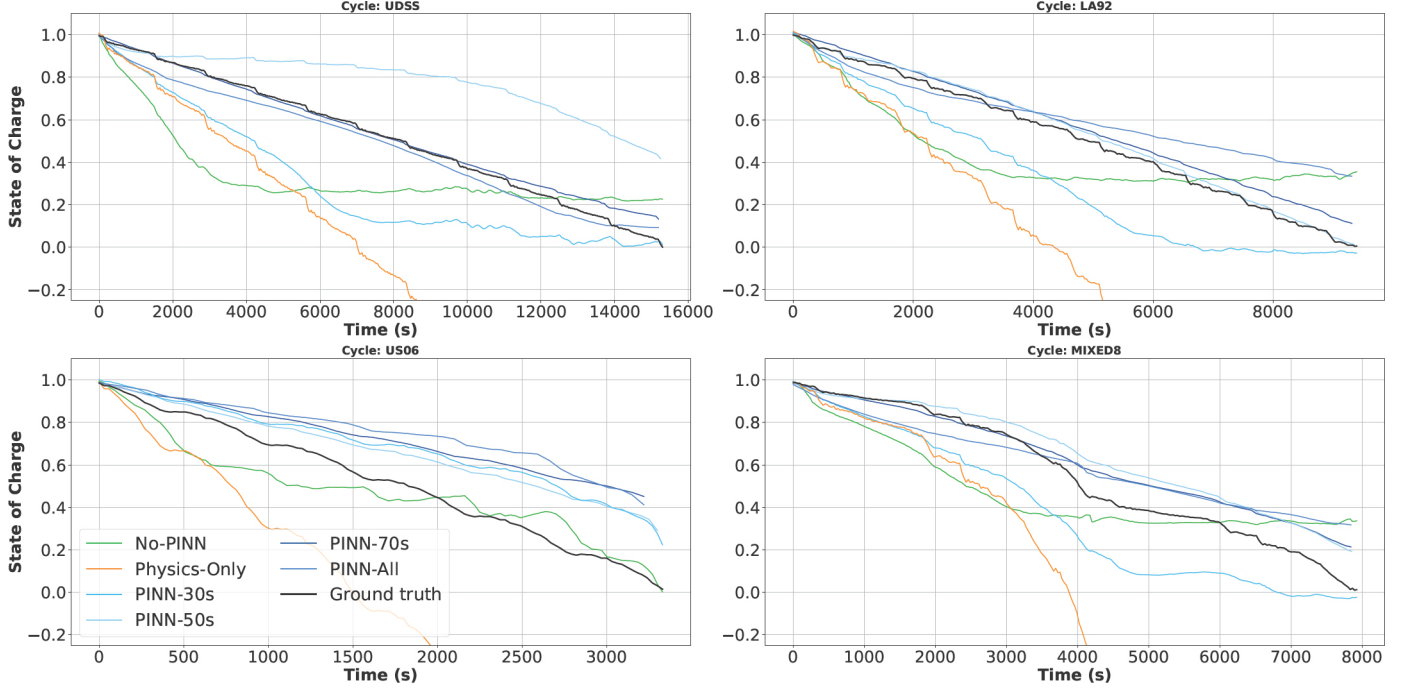 Cycle: UDSS
Cycle: LA92
State of Charge
1.0
0.8
0.6
0.4
0.2
0.0
−0.2
0 2000 4000 6000 8000 10000 12000 14000 16000
Time (s)
1.0
0.8
0.6
0.4
0.2
0.0
−0.2
0 2000 4000 6000 8000
Time (s)
Cycle: US06
Cycle: MIXED8
State of Charge
1.0
0.8
0.6
0.4
0.2
0.0
−0.2
No-PINN
Physics-Only
PINN-30s
PINN-50s
PINN-70s
PINN-All
Ground truth
0 500 1000 1500 2000 2500 3000
Time (s)
1.0
0.8
0.6
0.4
0.2
0.0
−0.2
0 1000 2000 3000 4000 5000 6000 7000 8000
Time (s)